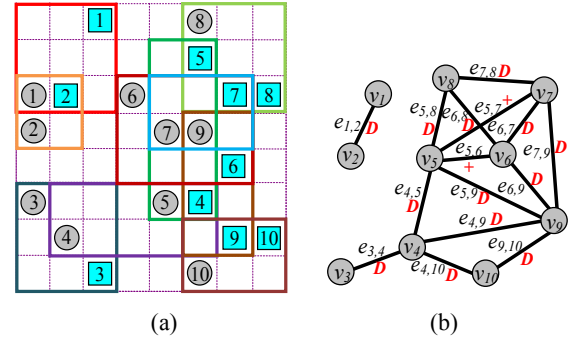 1
8
5
1
2
6
7
8
2
7
9
6
3
5
4
4
9
10
3
10
(a)
v8
e7,8 D
v7
v1
e5,7
+
e1,2
D
e5,8
D
e6,8
D
e6,7
D
v2
v5
e5,6
+
v6
e7,9
D
e5,9 D
e6,9
D
e4,5
D
e4,9 D
v9
v4
e9,10
D
e3,4
D
v3
e4,10
D
v10
(b)